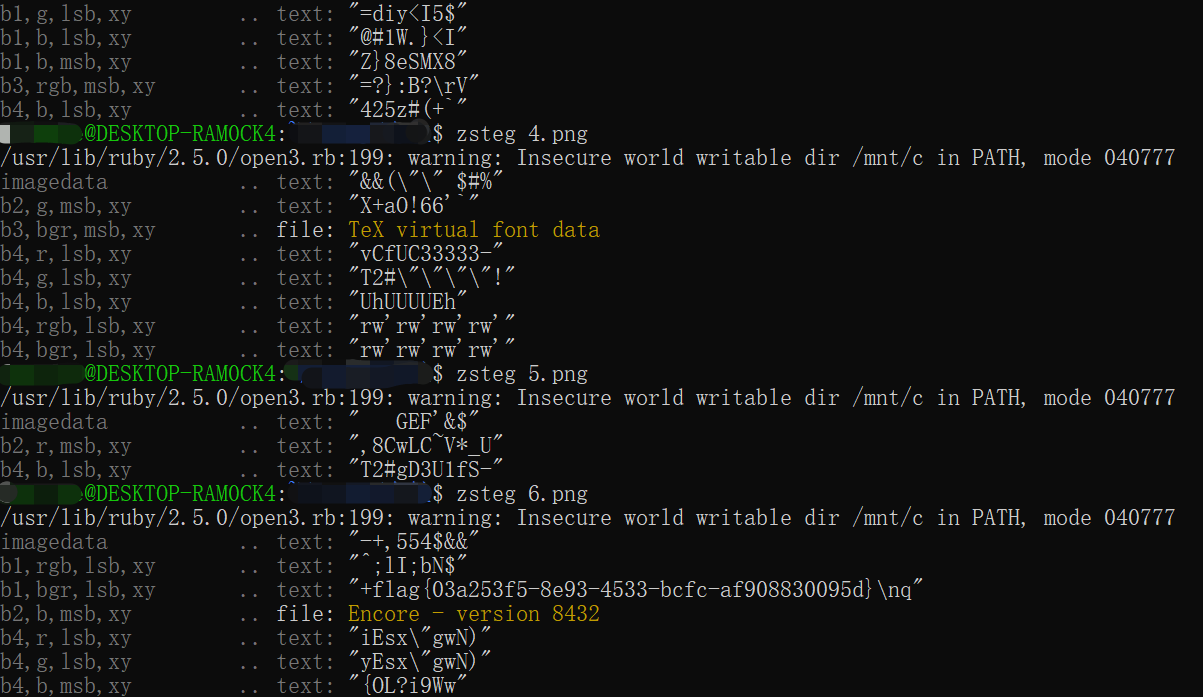 b1,g,lsb,xy .. text: "=diy<I5$"
b1,b,lsb,xy .. text: "@#1W.}<I"
b1,b,msb,xy .. text: "Z}8eSMX8"
b3,rgb,msb,xy .. text: "=?}:B?\rV"
b4,b,lsb,xy .. text: "425z#(+`"
@DESKTOP-RAMOCK4: $ zsteg 4.png
/usr/lib/ruby/2.5.0/open3.rb:199: warning: Insecure world writable dir /mnt/c in PATH, mode 040777
imagedata .. text: "&&(\"\" $#%"
b2,g,msb,xy .. text: "X+aO!66'`"
b3,bgr,msb,xy .. file: TeX virtual font data
b4,r,lsb,xy .. text: "vCfUC33333-"
b4,g,lsb,xy .. text: "T2#\"\"\"\"!"
b4,b,lsb,xy .. text: "UhUUUUEh"
b4,rgb,lsb,xy .. text: "rw'rw'rw'rw'"
b4,bgr,lsb,xy .. text: "rw'rw'rw'rw'"
@DESKTOP-RAMOCK4: $ zsteg 5.png
/usr/lib/ruby/2.5.0/open3.rb:199: warning: Insecure world writable dir /mnt/c in PATH, mode 040777
imagedata .. text: "   GEF'&$"
b2,r,msb,xy .. text: ",8CwLC~V*_U"
b4,b,lsb,xy .. text: "T2#gD3U1fS-"
@DESKTOP-RAMOCK4: $ zsteg 6.png
/usr/lib/ruby/2.5.0/open3.rb:199: warning: Insecure world writable dir /mnt/c in PATH, mode 040777
imagedata .. text: "-+,554$&&"
b1,rgb,lsb,xy .. text: "^;lI;bN$"
b1,bgr,lsb,xy .. text: "+flag{03a253f5-8e93-4533-bcfc-af908830095d}\nq"
b2,b,msb,xy .. file: Encore - version 8432
b4,r,lsb,xy .. text: "iEsx\"gwN)"
b4,g,lsb,xy .. text: "yEsx\"gwN)"
b4,b,msb,xy .. text: "{OL?i9Ww"